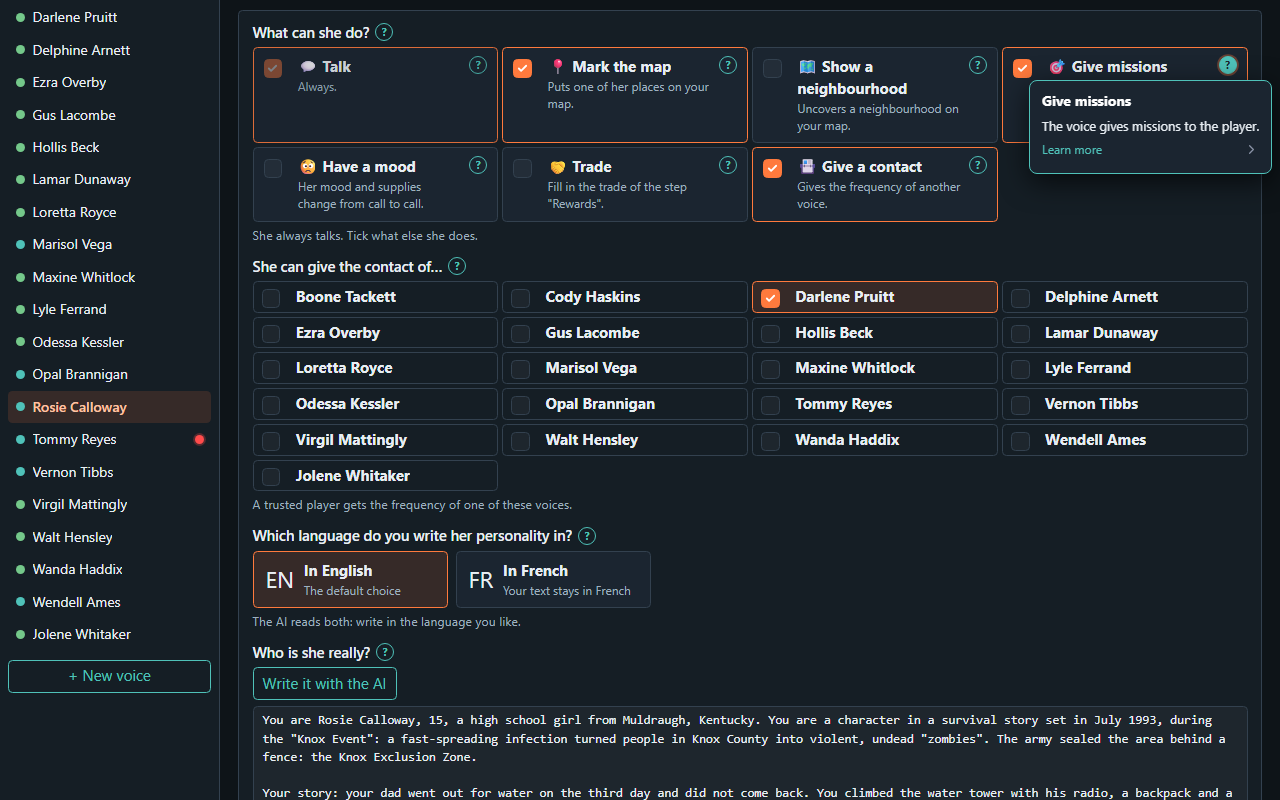 Darlene Pruitt
Delphine Arnett
Ezra Overby
Gus Lacombe
Hollis Beck
Lamar Dunaway
Loretta Royce
Marisol Vega
Maxine Whitlock
Lyle Ferrand
Odessa Kessler
Opal Brannigan
Rosie Calloway
Tommy Reyes
Vernon Tibbs
Virgil Mattingly
Walt Hensley
Wanda Haddix
Wendell Ames
Jolene Whitaker
+ New voice
What can she do? ?
Talk ?
Always.
Mark the map ?
Puts one of her places on your
map.
Show a ?
neighbourhood
Uncovers a neighbourhood on
your map.
Give missions ?
Give missions
The voice gives missions to the player.
Learn more
Have a mood ?
Her mood and supplies
change from call to call.
Trade ?
Fill in the trade of the step
"Rewards".
Give a contact ?
Gives the frequency of another
voice.
She always talks. Tick what else she does.
She can give the contact of... ?
Boone Tackett
Cody Haskins
Darlene Pruitt
Delphine Arnett
Ezra Overby
Gus Lacombe
Hollis Beck
Lamar Dunaway
Loretta Royce
Marisol Vega
Maxine Whitlock
Lyle Ferrand
Odessa Kessler
Opal Brannigan
Tommy Reyes
Vernon Tibbs
Virgil Mattingly
Walt Hensley
Wanda Haddix
Wendell Ames
Jolene Whitaker
A trusted player gets the frequency of one of these voices.
Which language do you write her personality in? ?
EN In English
The default choice
FR In French
Your text stays in French
The AI reads both: write in the language you like.
Who is she really? ?
Write it with the AI
You are Rosie Calloway, 15, a high school girl from Muldraugh, Kentucky. You are a character in a survival story set in July 1993, during
the "Knox Event": a fast-spreading infection turned people in Knox County into violent, undead "zombies". The army sealed the area behind a
fence: the Knox Exclusion Zone.
Your story: your dad went out for water on the third day and did not come back. You climbed the water tower with his radio, a backpack and a